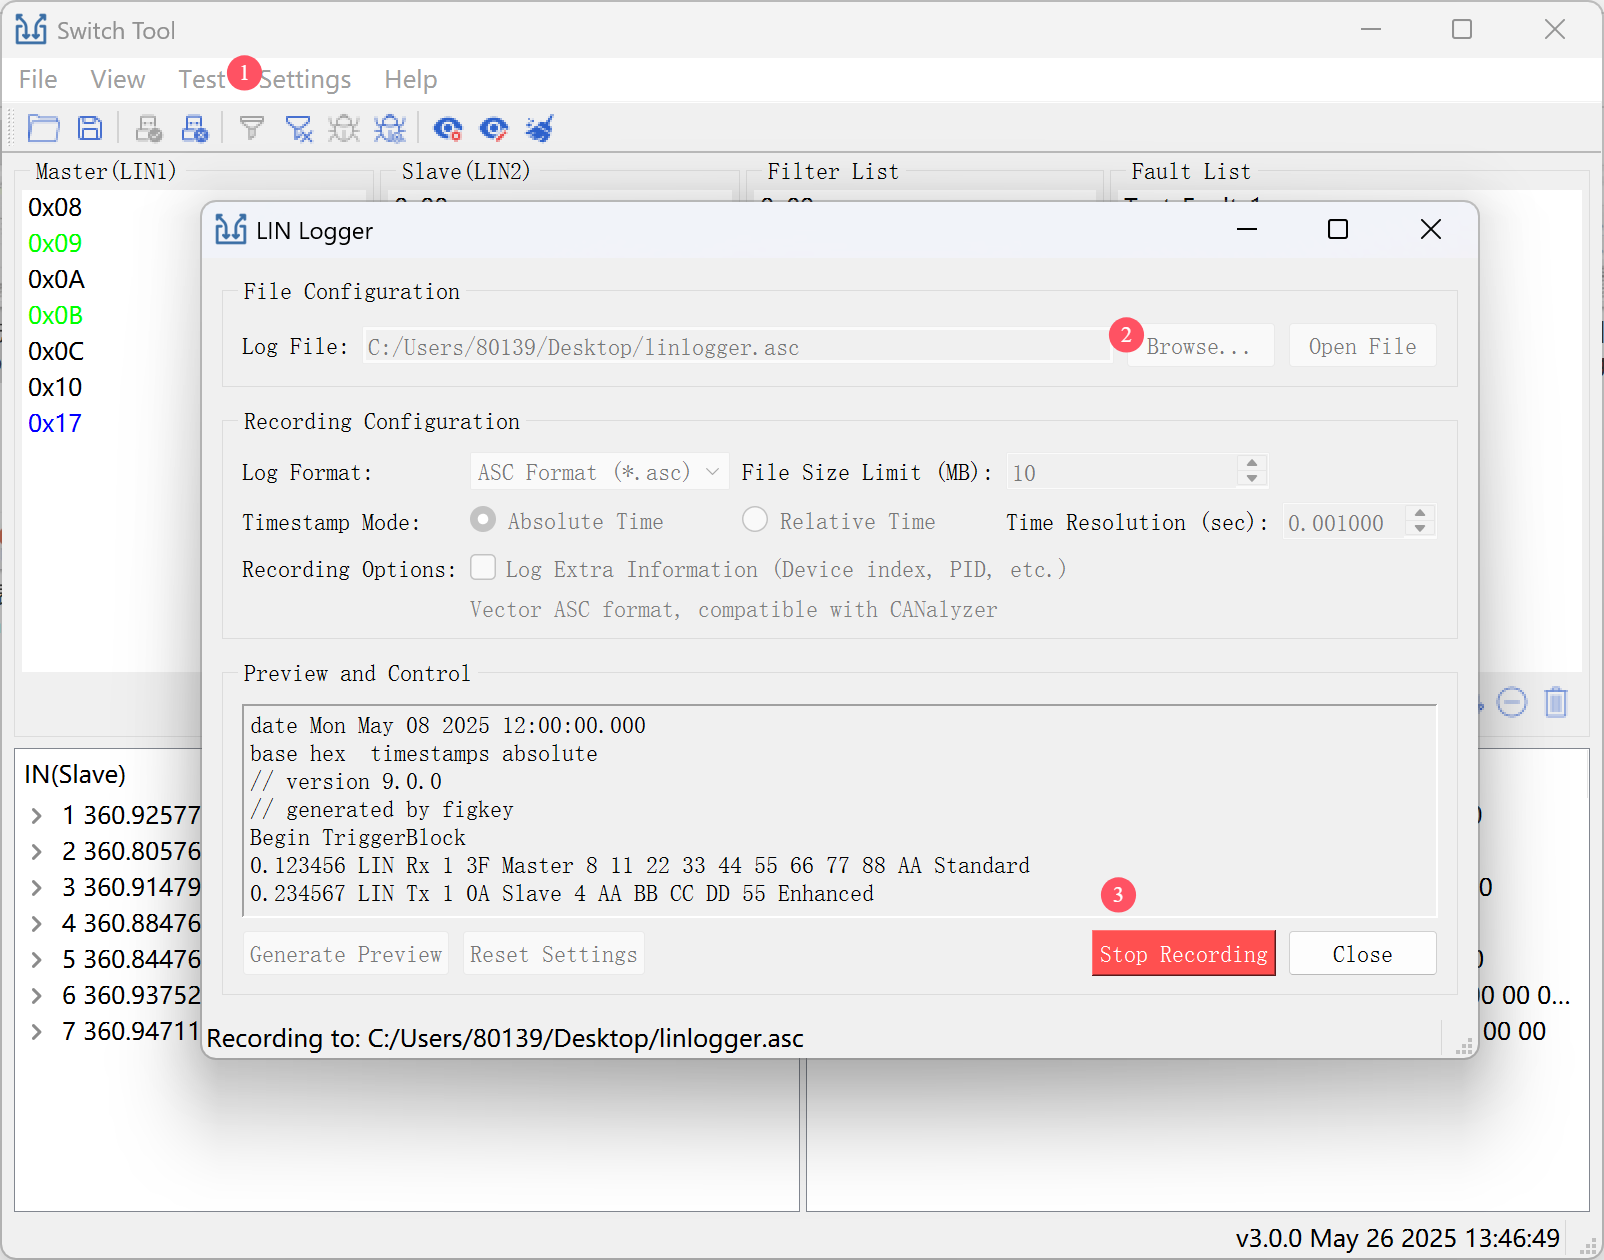 Switch Tool
File View Test 1 Settings Help
Master(LIN1) Slave(LIN2) Filter List Fault List
0x08
0x09
0x0A
0x0B
0x0C
0x10
0x17
LIN Logger
File Configuration
Log File: C:/Users/80139/Desktop/linlogger.asc 2 Browse... Open File
Recording Configuration
Log Format: ASC Format (*.asc) File Size Limit (MB): 10
Timestamp Mode: Absolute Time Relative Time Time Resolution (sec): 0.001000
Recording Options: Log Extra Information (Device index, PID, etc.)
Vector ASC format, compatible with CANalyzer
Preview and Control
date Mon May 08 2025 12:00:00.000
base hex  timestamps absolute
// version 9.0.0
// generated by figkey
Begin TriggerBlock
0.123456 LIN Rx 1 3F Master 8 11 22 33 44 55 66 77 88 AA Standard
0.234567 LIN Tx 1 0A Slave 4 AA BB CC DD 55 Enhanced
3
Generate Preview Reset Settings Stop Recording Close
Recording to: C:/Users/80139/Desktop/linlogger.asc
IN(Slave)
1 360.92577
2 360.80576
3 360.91479
4 360.88476
5 360.84476
6 360.93752 00 0...
7 360.94711 00 00
v3.0.0 May 26 2025 13:46:49